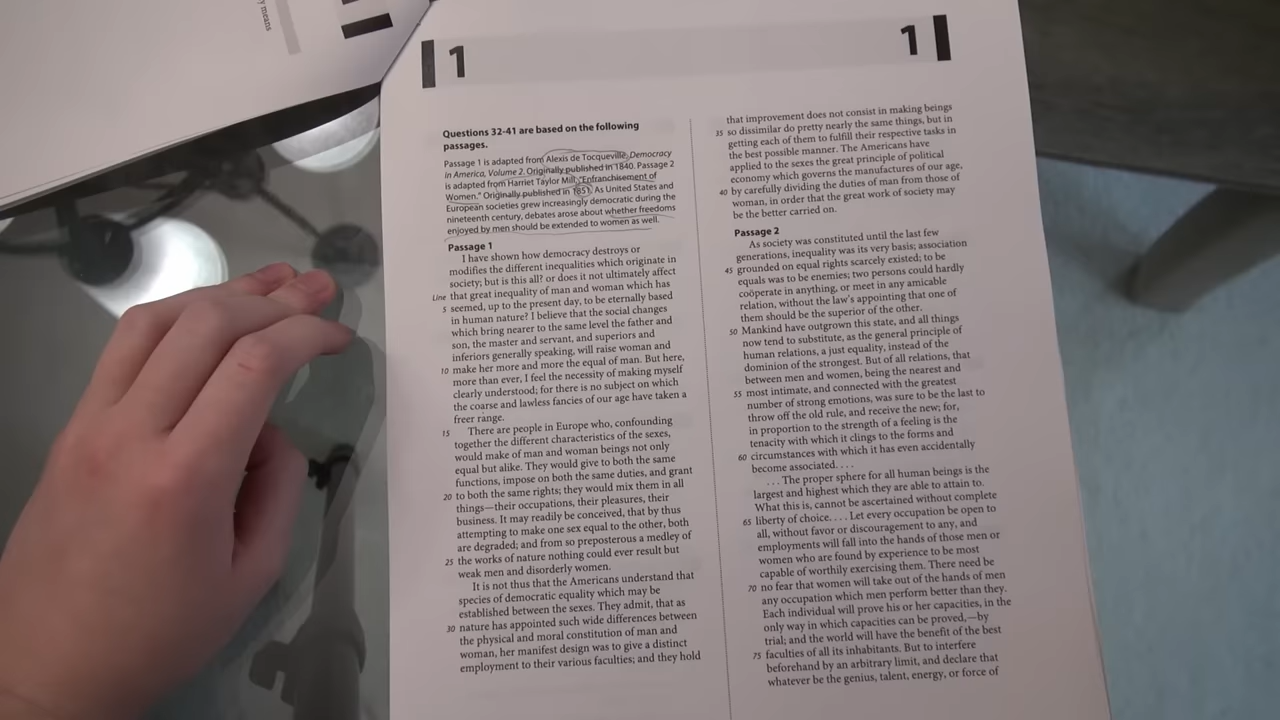 y means
1
1
Questions 32-41 are based on the following
passages.
Passage 1 is adapted from Alexis de Tocqueville, Democracy
in America, Volume 2. Originally published in 1840. Passage 2
is adapted from Harriet Taylor Mill, "Enfranchisement of
Women." Originally published in 1851. As United States and
European societies grew increasingly democratic during the
nineteenth century, debates arose about whether freedoms
enjoyed by men should be extended to women as well.
Passage 1
I have shown how democracy destroys or
modifies the different inequalities which originate in
society; but is this all? or does it not ultimately affect
Line that great inequality of man and woman which has
5 seemed, up to the present day, to be eternally based
in human nature? I believe that the social changes
which bring nearer to the same level the father and
son, the master and servant, and superiors and
inferiors generally speaking, will raise woman and
10 make her more and more the equal of man. But here,
more than ever, I feel the necessity of making myself
clearly understood; for there is no subject on which
the coarse and lawless fancies of our age have taken a
freer range.
15 There are people in Europe who, confounding
together the different characteristics of the sexes,
would make of man and woman beings not only
equal but alike. They would give to both the same
functions, impose on both the same duties, and grant
20 to both the same rights; they would mix them in all
things—their occupations, their pleasures, their
business. It may readily be conceived, that by thus
attempting to make one sex equal to the other, both
are degraded; and from so preposterous a medley of
25 the works of nature nothing could ever result but
weak men and disorderly women.
It is not thus that the Americans understand that
species of democratic equality which may be
established between the sexes. They admit, that as
30 nature has appointed such wide differences between
the physical and moral constitution of man and
woman, her manifest design was to give a distinct
employment to their various faculties; and they hold
that improvement does not consist in making beings
35 so dissimilar do pretty nearly the same things, but in
getting each of them to fulfill their respective tasks in
the best possible manner. The Americans have
applied to the sexes the great principle of political
economy which governs the manufactures of our age,
40 by carefully dividing the duties of man from those of
woman, in order that the great work of society may
be the better carried on.
Passage 2
As society was constituted until the last few
generations, inequality was its very basis; association
45 grounded on equal rights scarcely existed; to be
equals was to be enemies; two persons could hardly
coöperate in anything, or meet in any amicable
relation, without the law's appointing that one of
them should be the superior of the other.
50 Mankind have outgrown this state, and all things
now tend to substitute, as the general principle of
human relations, a just equality, instead of the
dominion of the strongest. But of all relations, that
between men and women, being the nearest and
55 most intimate, and connected with the greatest
number of strong emotions, was sure to be the last to
throw off the old rule, and receive the new; for,
in proportion to the strength of a feeling is the
tenacity with which it clings to the forms and
60 circumstances with which it has even accidentally
become associated. . . .
. . . The proper sphere for all human beings is the
largest and highest which they are able to attain to.
What this is, cannot be ascertained without complete
65 liberty of choice. . . . Let every occupation be open to
all, without favor or discouragement to any, and
employments will fall into the hands of those men or
women who are found by experience to be most
capable of worthily exercising them. There need be
70 no fear that women will take out of the hands of men
any occupation which men perform better than they.
Each individual will prove his or her capacities, in the
only way in which capacities can be proved,—by
trial; and the world will have the benefit of the best
75 faculties of all its inhabitants. But to interfere
beforehand by an arbitrary limit, and declare that
whatever be the genius, talent, energy, or force of